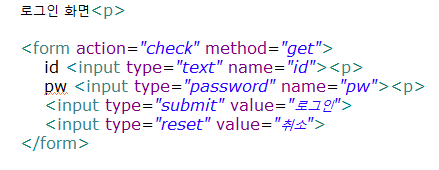 로그인 화면<p>
<form action="check" method="get">
id <input type="text" name="id"><p>
pw <input type="password" name="pw"><p>
<input type="submit" value="로그인">
<input type="reset" value="취소">
</form>